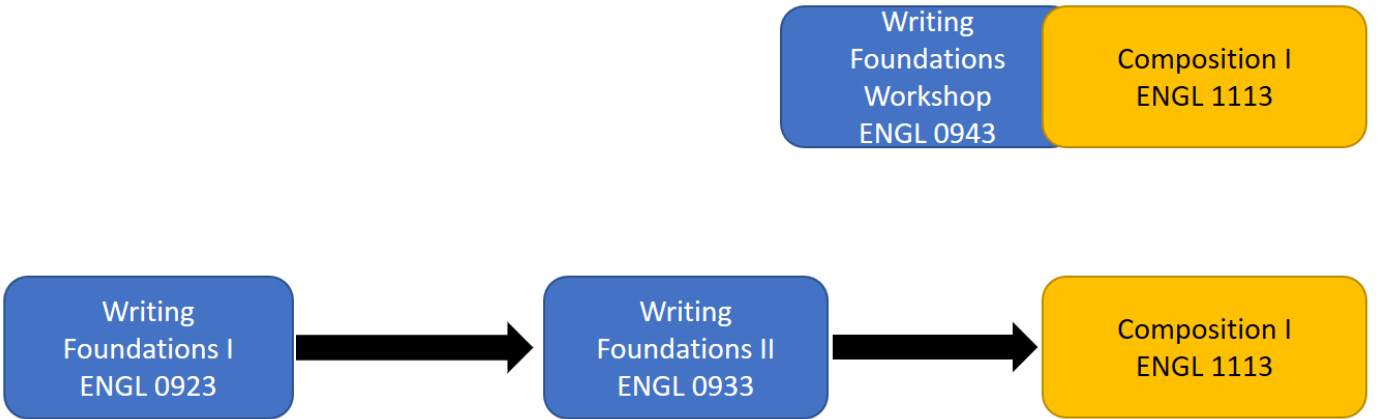 Writing
Foundations
Workshop
ENGL 0943
Composition I
ENGL 1113
Writing
Foundations I
ENGL 0923
Writing
Foundations II
ENGL 0933
Composition I
ENGL 1113